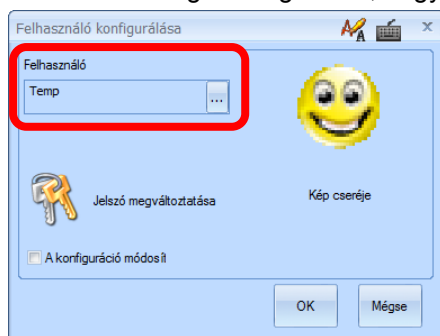 Felhasználó konfigurálása
Felhasználó
Temp
...
Jelszó megváltoztatása
Kép cseréje
A konfiguráció módosít
OK
Mégse